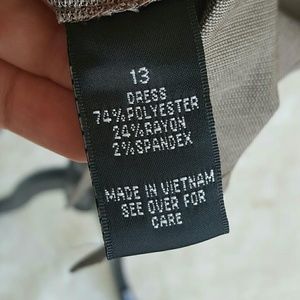 13
DRESS
74%POLYESTER
24%RAYON
2%SPANDEX
MADE IN VIETNAM
SEE OVER FOR
CARE